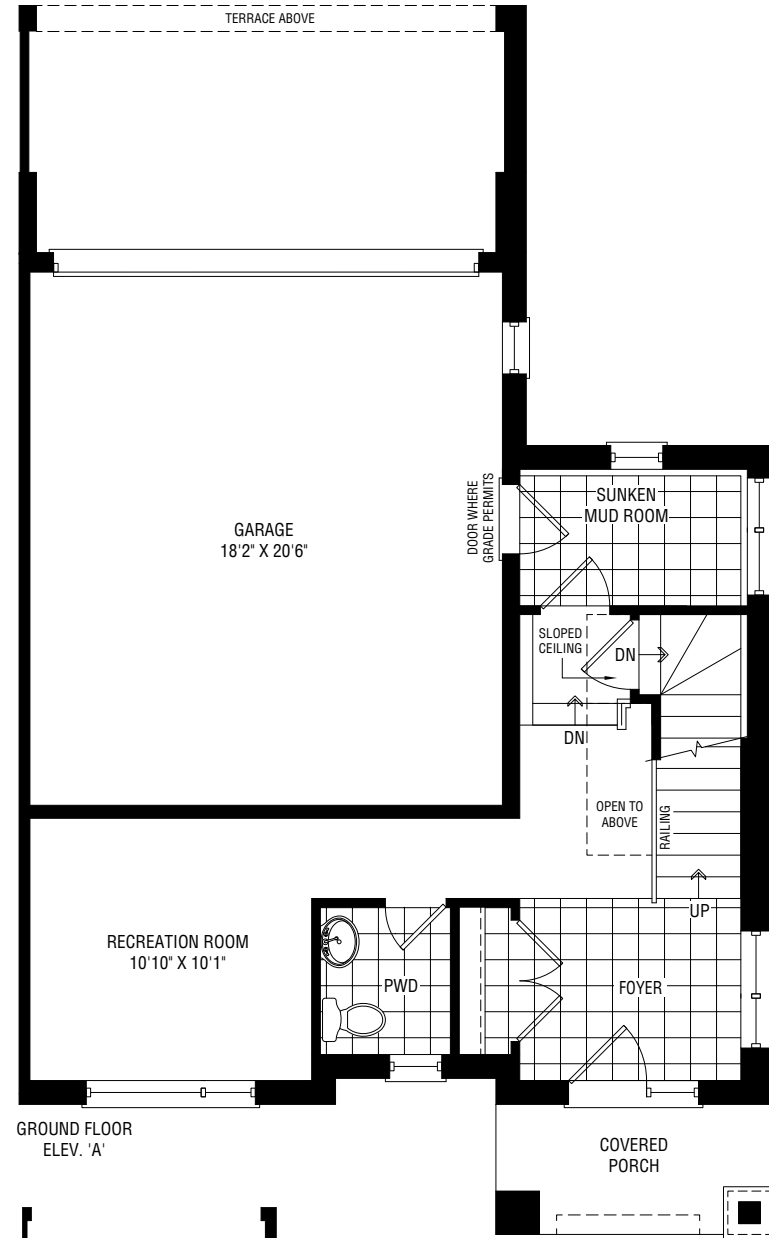 TERRACE ABOVE
GARAGE
18'2" X 20'6"
DOOR WHERE
GRADE PERMITS
SUNKEN
MUD ROOM
SLOPED
CEILING
DN
DN
OPEN TO
ABOVE
RAILING
UP
RECREATION ROOM
10'10" X 10'1"
PWD
FOYER
GROUND FLOOR
ELEV. 'A'
COVERED
PORCH